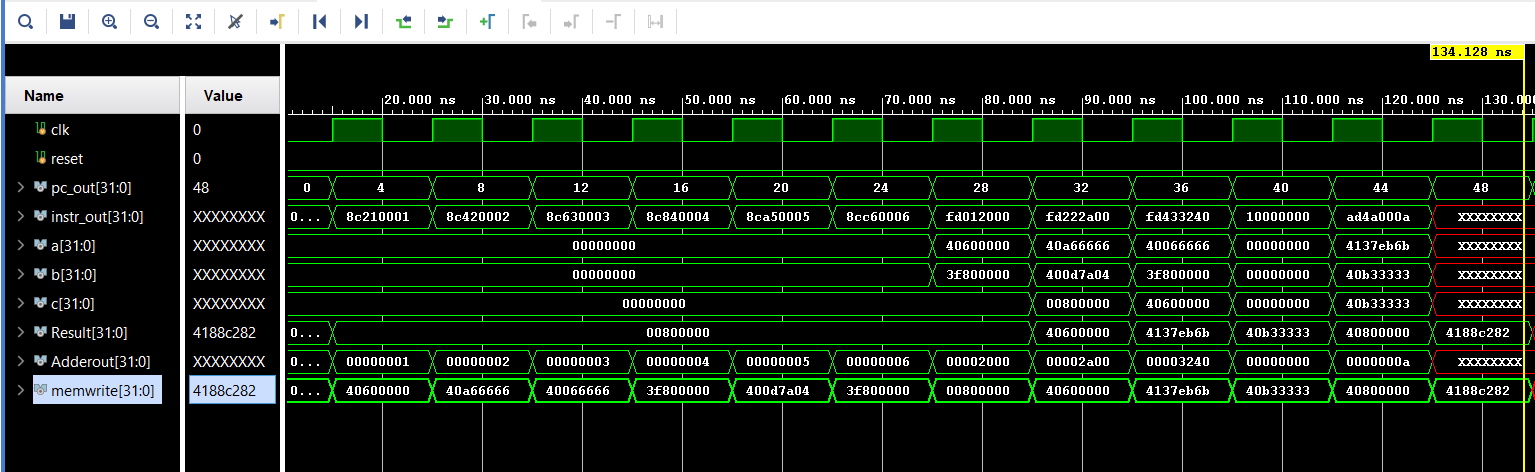 134.128 ns
Name Value
20.000 ns 30.000 ns 40.000 ns 50.000 ns 60.000 ns 70.000 ns 80.000 ns 90.000 ns 100.000 ns 110.000 ns 120.000 ns 130.00
clk 0
reset 0
pc_out[31:0] 48 0 4 8 12 16 20 24 28 32 36 40 44 48
instr_out[31:0] XXXXXXXX 0... 8c210001 8c420002 8c630003 8c840004 8ca50005 8cc60006 fd012000 fd222a00 fd433240 10000000 ad4a000a XXXXXXXX
a[31:0] XXXXXXXX 00000000 40600000 40a66666 40066666 00000000 4137eb6b XXXXXXXX
b[31:0] XXXXXXXX 00000000 3f800000 400d7a04 3f800000 00000000 40b33333 XXXXXXXX
c[31:0] XXXXXXXX 00000000 00800000 40600000 00000000 40b33333 XXXXXXXX
Result[31:0] 4188c282 0... 00800000 40600000 4137eb6b 40b33333 40800000 4188c282
Adderout[31:0] XXXXXXXX 0... 00000001 00000002 00000003 00000004 00000005 00000006 00002000 00002a00 00003240 00000000 0000000a XXXXXXXX
memwrite[31:0] 4188c282 0... 40600000 40a66666 40066666 3f800000 400d7a04 3f800000 00800000 40600000 4137eb6b 40b33333 40800000 4188c282